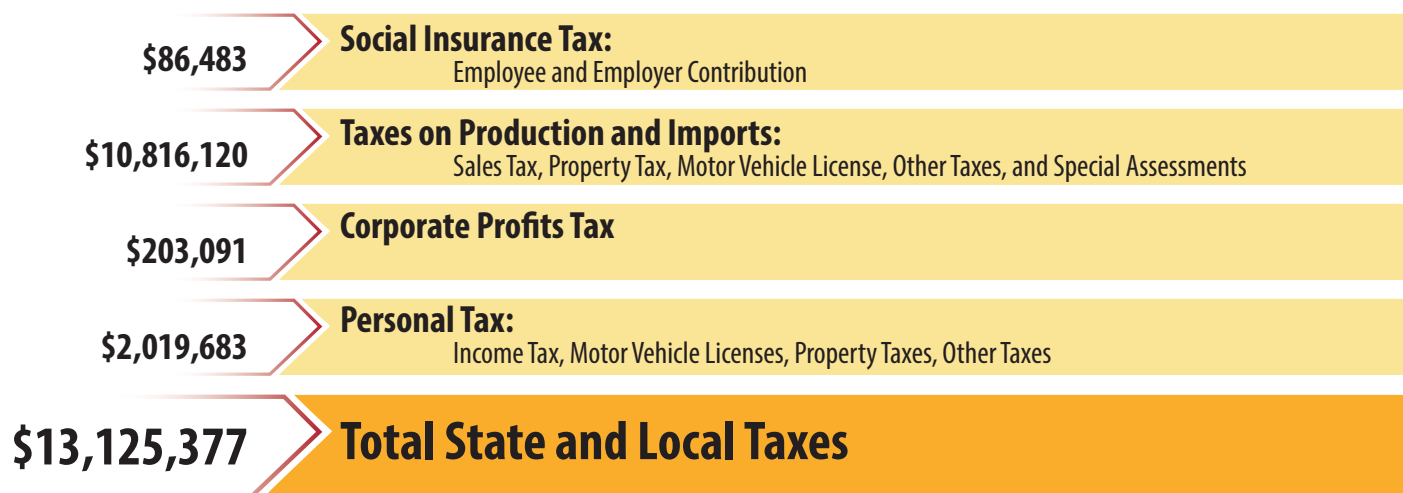 $86,483
Social Insurance Tax:
Employee and Employer Contribution
$10,816,120
Taxes on Production and Imports:
Sales Tax, Property Tax, Motor Vehicle License, Other Taxes, and Special Assessments
$203,091
Corporate Profits Tax
$2,019,683
Personal Tax:
Income Tax, Motor Vehicle Licenses, Property Taxes, Other Taxes
$13,125,377
Total State and Local Taxes